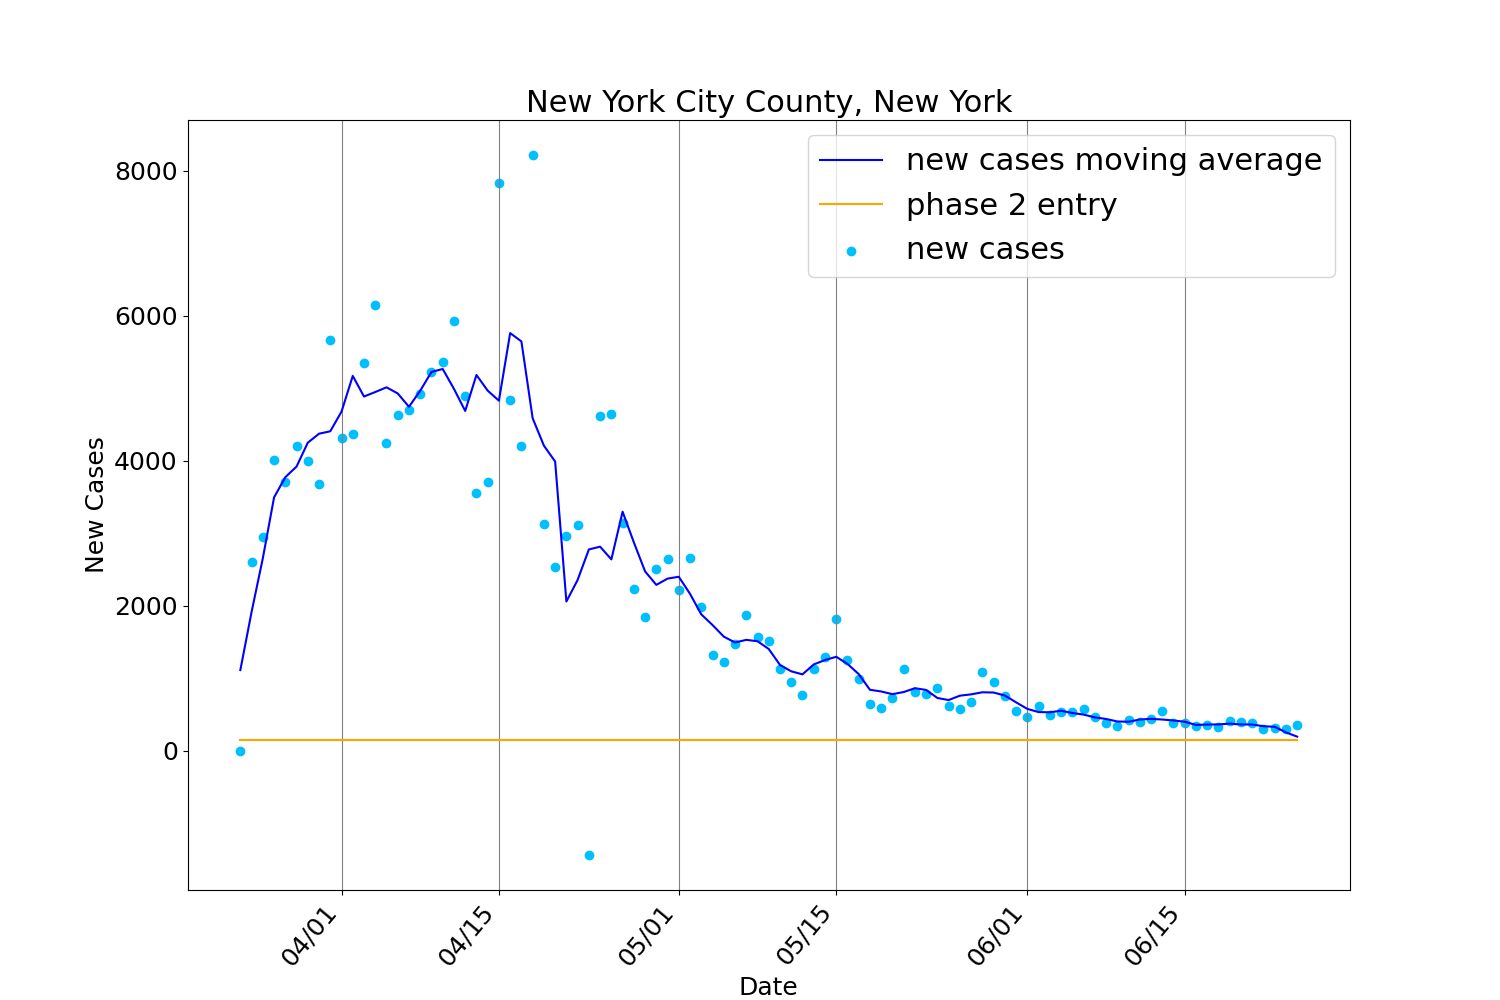 New York City County, New York
new cases moving average
phase 2 entry
new cases
8000
6000
4000
2000
0
New Cases
04/01
04/15
05/01
05/15
06/01
06/15
Date